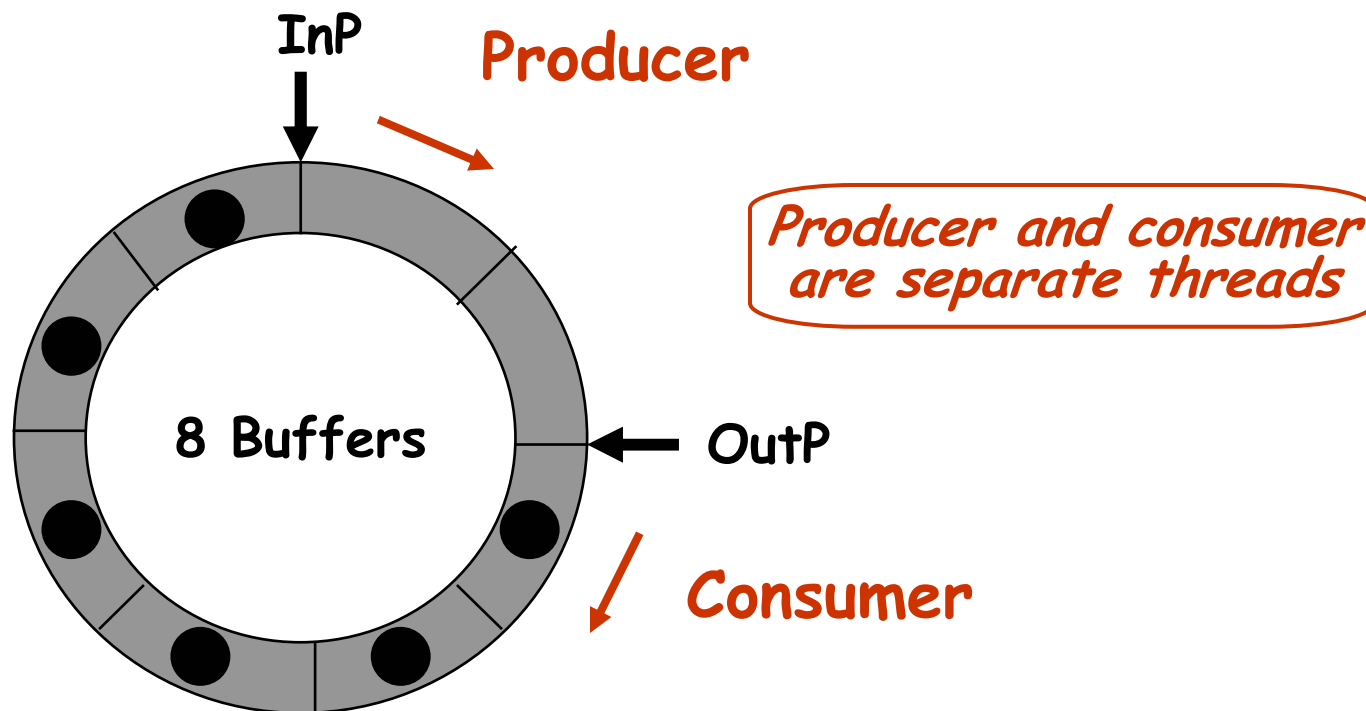 InP
Producer
Producer and consumer
are separate threads
8 Buffers
OutP
Consumer